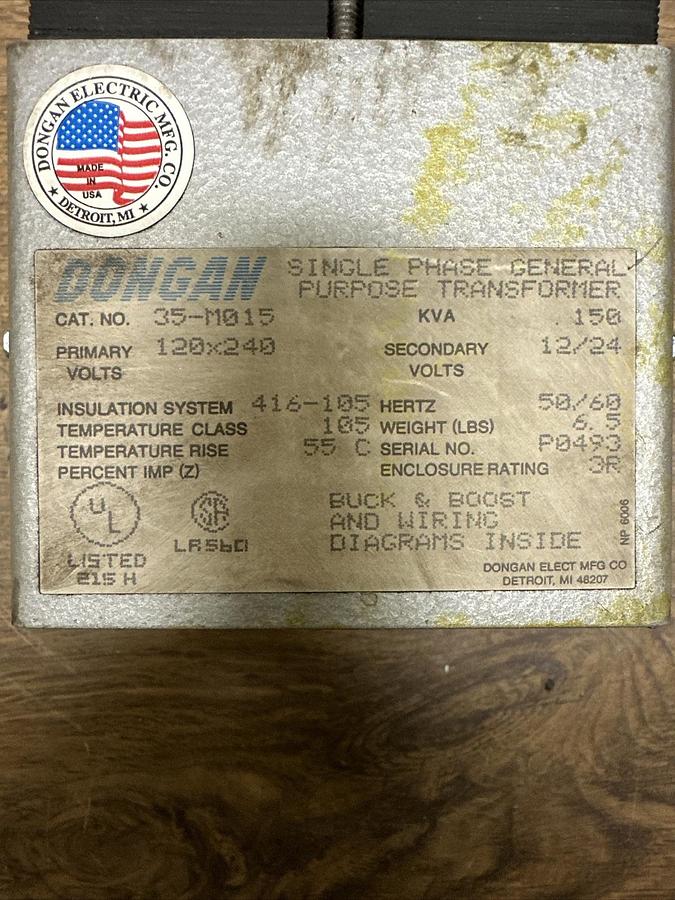 DONGAN ELECTRIC MFG. CO.
MADE
IN
USA
★ DETROIT, MI ★
DONGAN
SINGLE PHASE GENERAL
PURPOSE TRANSFORMER
CAT. NO. 35-M015 KVA .150
PRIMARY 120x240 SECONDARY 12/24
VOLTS VOLTS
INSULATION SYSTEM 416-105 HERTZ 50/60
TEMPERATURE CLASS 105 WEIGHT (LBS) 6.5
TEMPERATURE RISE 55 C SERIAL NO. P0493
PERCENT IMP (Z) ENCLOSURE RATING 3R
UL
LISTED
215 H
SA
BUCK & BOOST
AND WIRING
DIAGRAMS INSIDE
NP 6006
DONGAN ELECT MFG CO
DETROIT, MI 48207